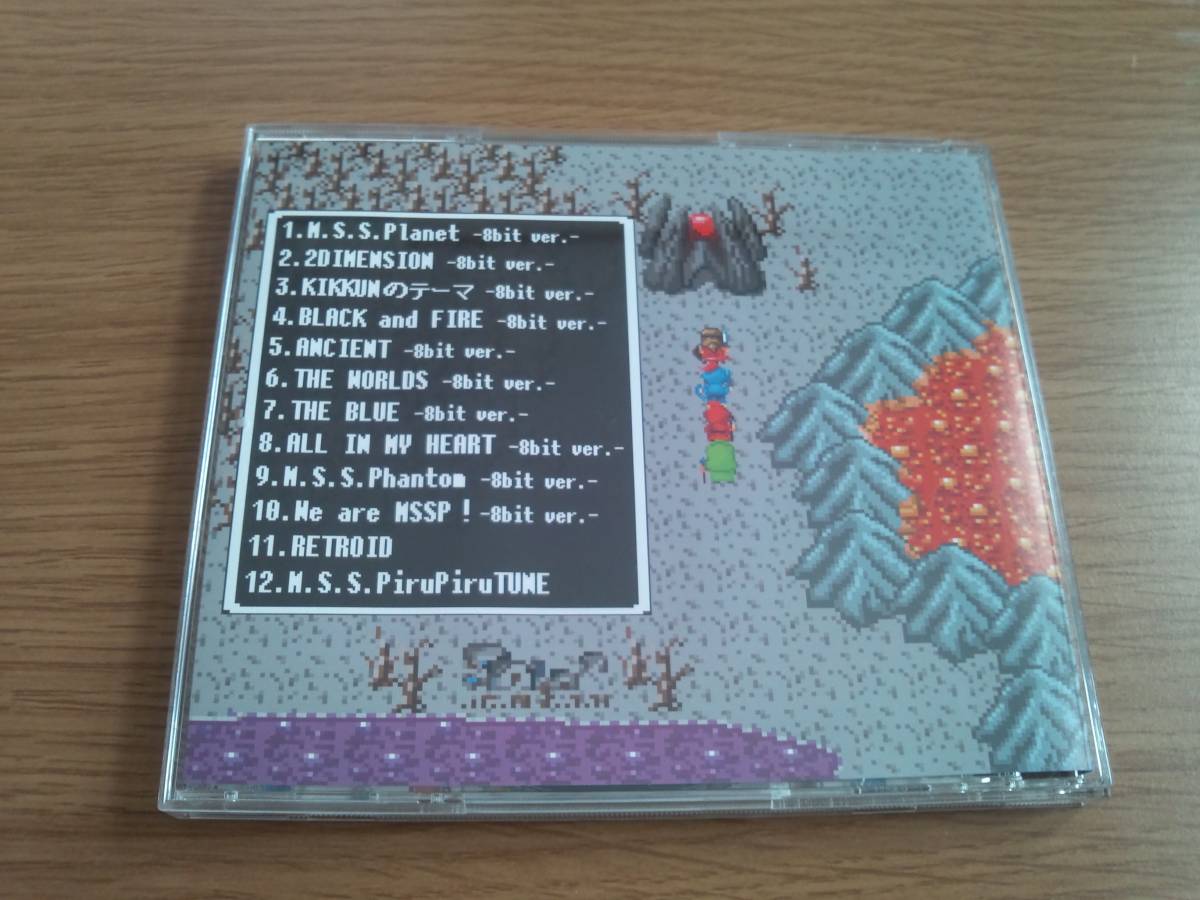 1.M.S.S.Planet -8bit ver.-
2.2DIMENSION -8bit ver.-
3.KIKKUNのテーマ -8bit ver.-
4.BLACK and FIRE -8bit ver.-
5.ANCIENT -8bit ver.-
6.THE WORLDS -8bit ver.-
7.THE BLUE -8bit ver.-
8.ALL IN MY HEART -8bit ver.-
9.M.S.S.Phantom -8bit ver.-
10.We are MSSP！-8bit ver.-
11.RETROID
12.M.S.S.PiruPiruTUNE